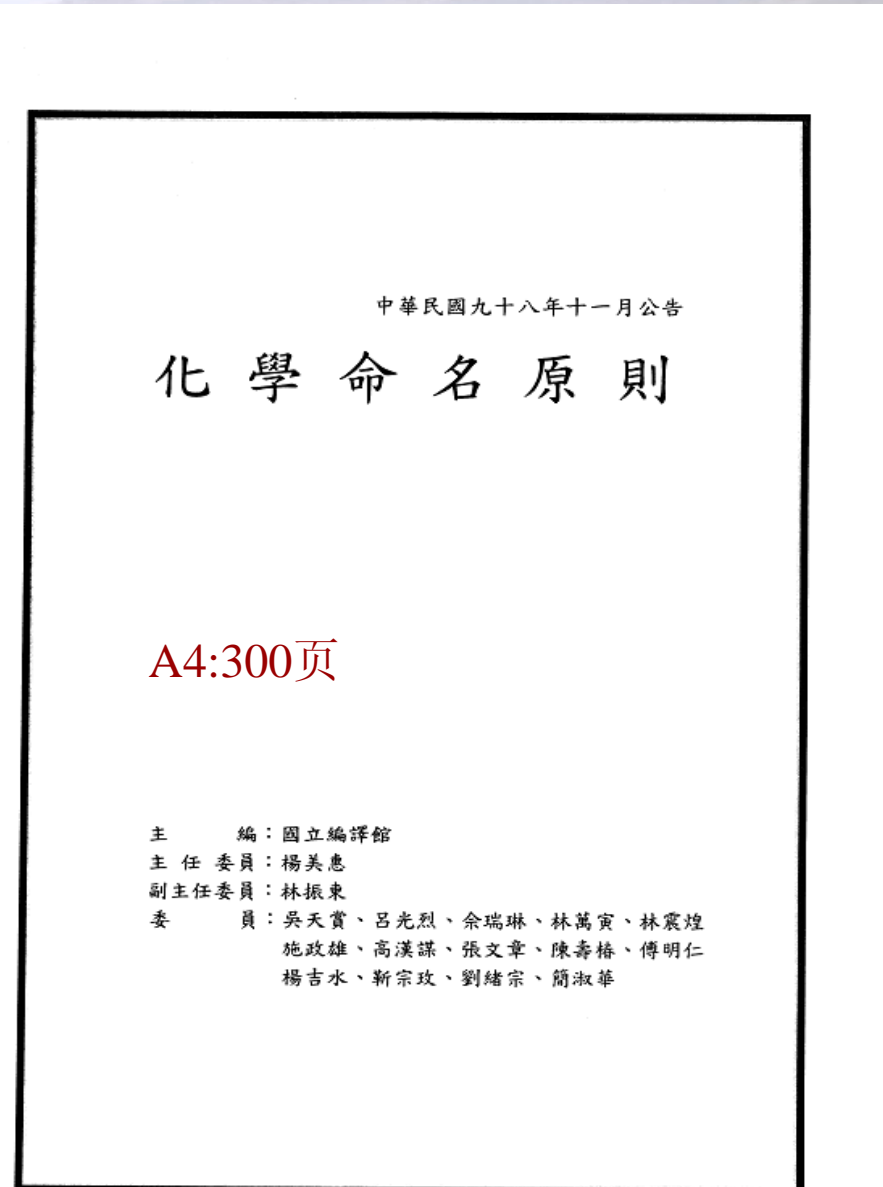 中華民國九十八年十一月公告
化學命名原則
A4:300页
主編：國立編譯館
主任委員：楊美惠
副主任委員：林振東
委員：吳天賞、呂光烈、佘瑞琳、林萬寅、林震煌
施政雄、高漢謀、張文章、陳壽椿、傅明仁
楊吉水、靳宗玫、劉緒宗、簡淑華